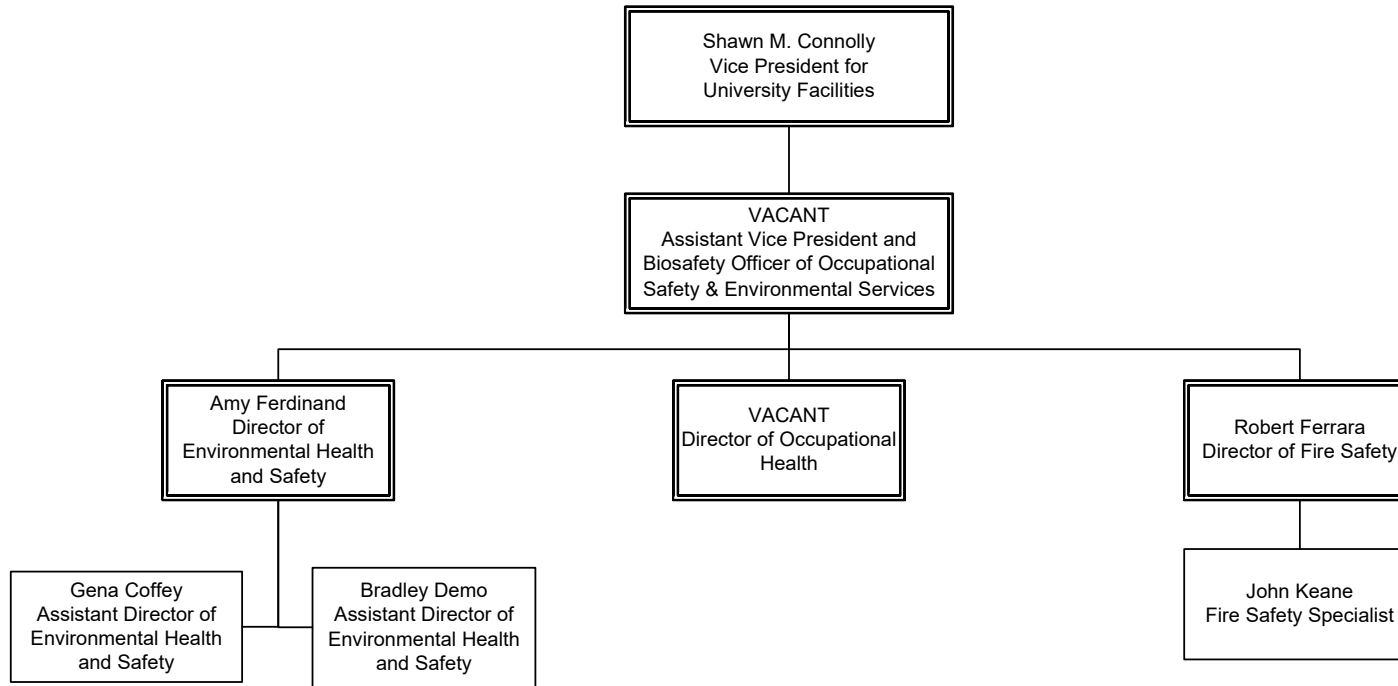 Shawn M. Connolly
Vice President for
University Facilities
VACANT
Assistant Vice President and
Biosafety Officer of Occupational
Safety & Environmental Services
Amy Ferdinand
Director of
Environmental Health
and Safety
VACANT
Director of Occupational
Health
Robert Ferrara
Director of Fire Safety
Gena Coffey
Assistant Director of
Environmental Health
and Safety
Bradley Demo
Assistant Director of
Environmental Health
and Safety
John Keane
Fire Safety Specialist